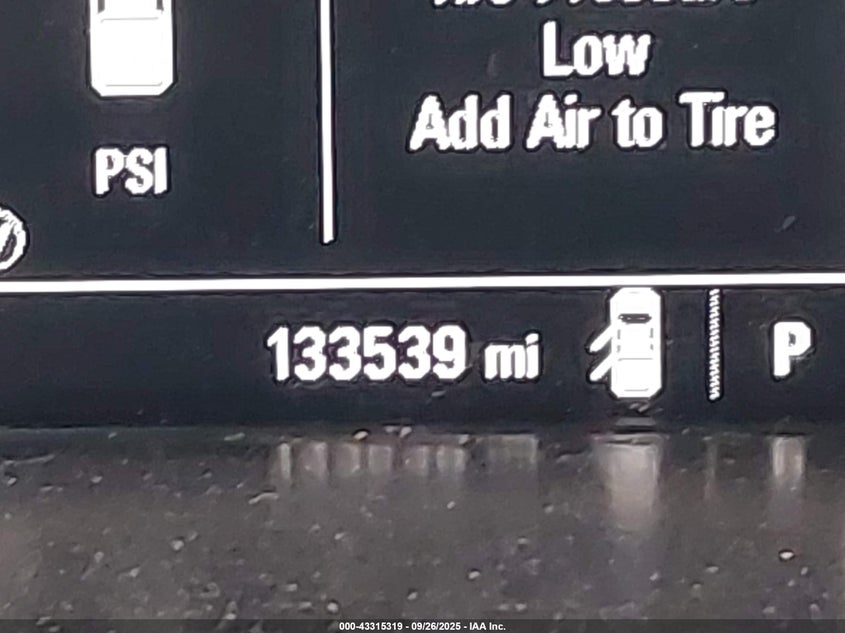 Low
Add Air to Tire
PSI
133539 mi
P
000-43315319 - 09/26/2025 - IAA Inc.